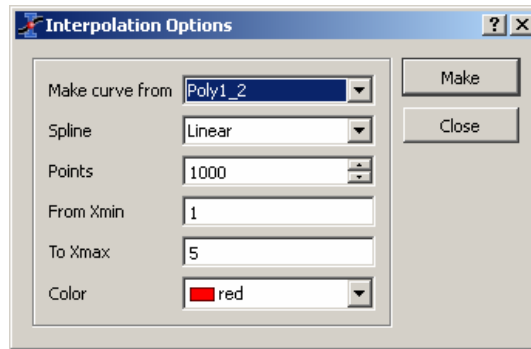 Interpolation Options
Make curve from Poly1_2
Make
Spline Linear
Close
Points 1000
From Xmin 1
To Xmax 5
Color red